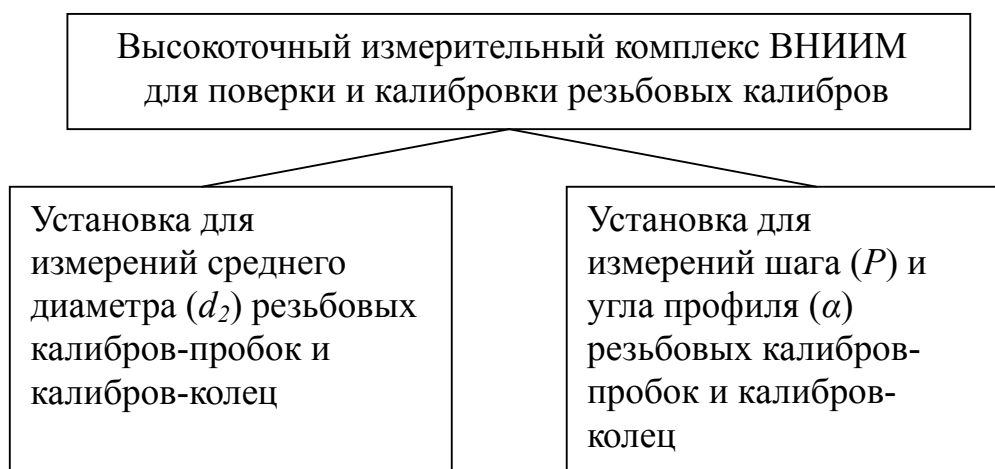 Высокоточный измерительный комплекс ВНИИМ
для поверки и калибровки резьбовых калибров
Установка для
измерений среднего
диаметра (d₂) резьбовых
калибров-пробок и
калибров-колец
Установка для
измерений шага (P) и
угла профиля (α)
резьбовых калибров-
пробок и калибров-
колец